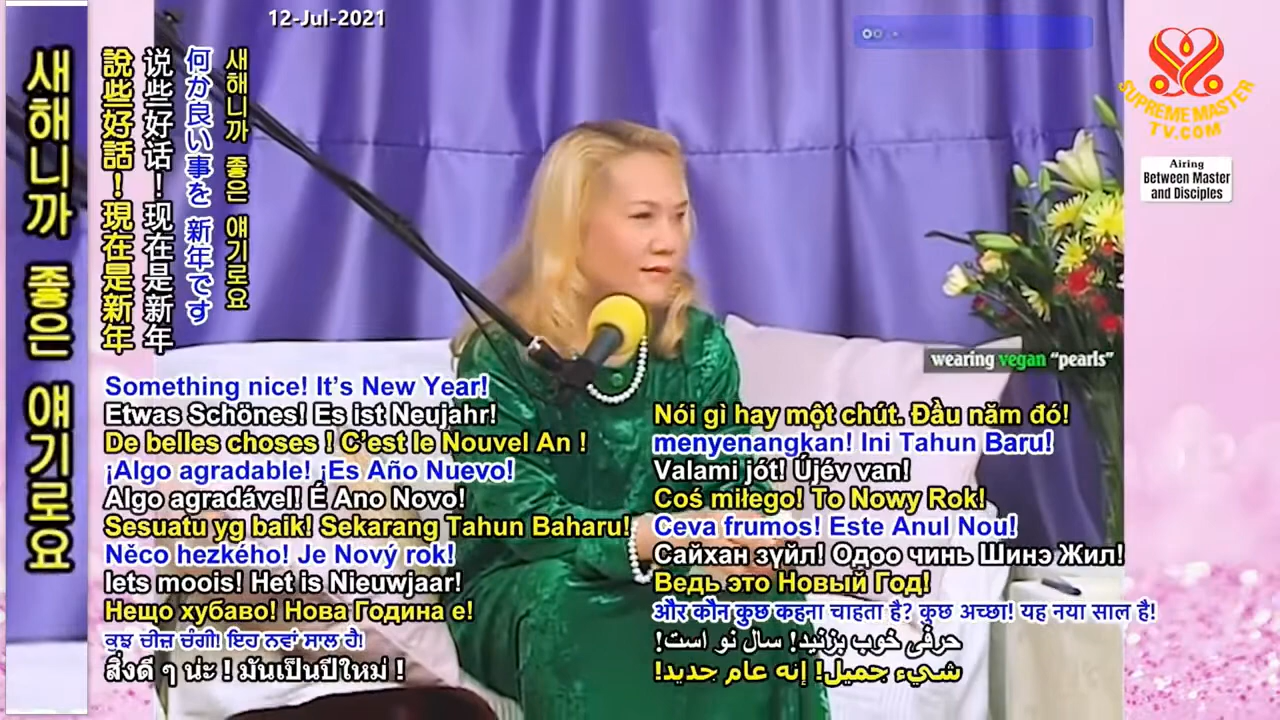 12-Jul-2021
SUPREME MASTER
TV.COM
Airing
Between Master
and Disciples
새해니까 좋은 얘기로요
說些好話！現在是新年
说些好话！现在是新年
何か良い事を 新年です
새해니까 좋은 얘기로요
wearing vegan “pearls”
Something nice! It’s New Year!
Etwas Schönes! Es ist Neujahr!
De belles choses ! C’est le Nouvel An !
¡Algo agradable! ¡Es Año Nuevo!
Algo agradável! É Ano Novo!
Sesuatu yg baik! Sekarang Tahun Baharu!
Něco hezkého! Je Nový rok!
Iets moois! Het is Nieuwjaar!
Нещо хубаво! Нова Година е!
ਕੁਝ ਚੀਜ਼ ਚੰਗੀ! ਇਹ ਨਵਾਂ ਸਾਲ ਹੈ!
สิ่งดี ๆ น่ะ ! มันเป็นปีใหม่ !
Nói gì hay một chút. Đầu năm đó!
menyenangkan! Ini Tahun Baru!
Valami jót! Újév van!
Coś miłego! To Nowy Rok!
Ceva frumos! Este Anul Nou!
Сайхан зүйл! Одоо чинь Шинэ Жил!
Ведь это Новый Год!
और कौन कुछ कहना चाहता है? कुछ अच्छा! यह नया साल है!
حرفی خوب بزنید! سال نو است!
شيء جميل! إنه عام جديد!